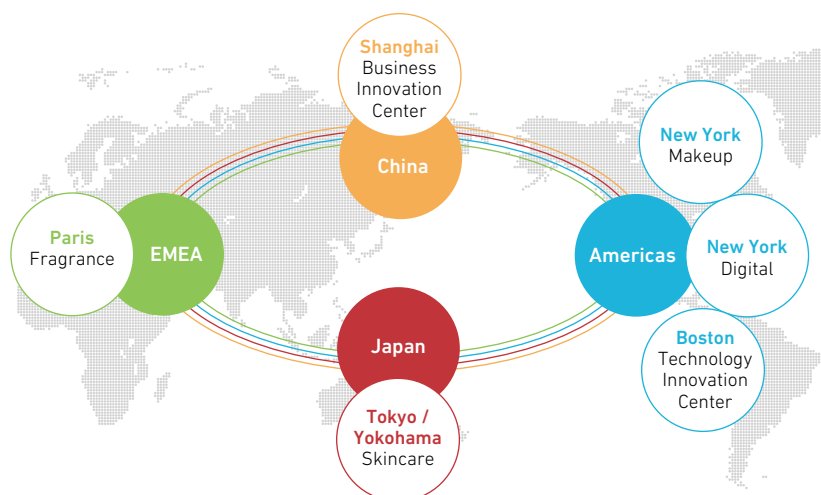 Shanghai
Business
Innovation
Center
China
New York
Makeup
Paris
Fragrance
EMEA
Americas
New York
Digital
Japan
Boston
Technology
Innovation
Center
Tokyo /
Yokohama
Skincare